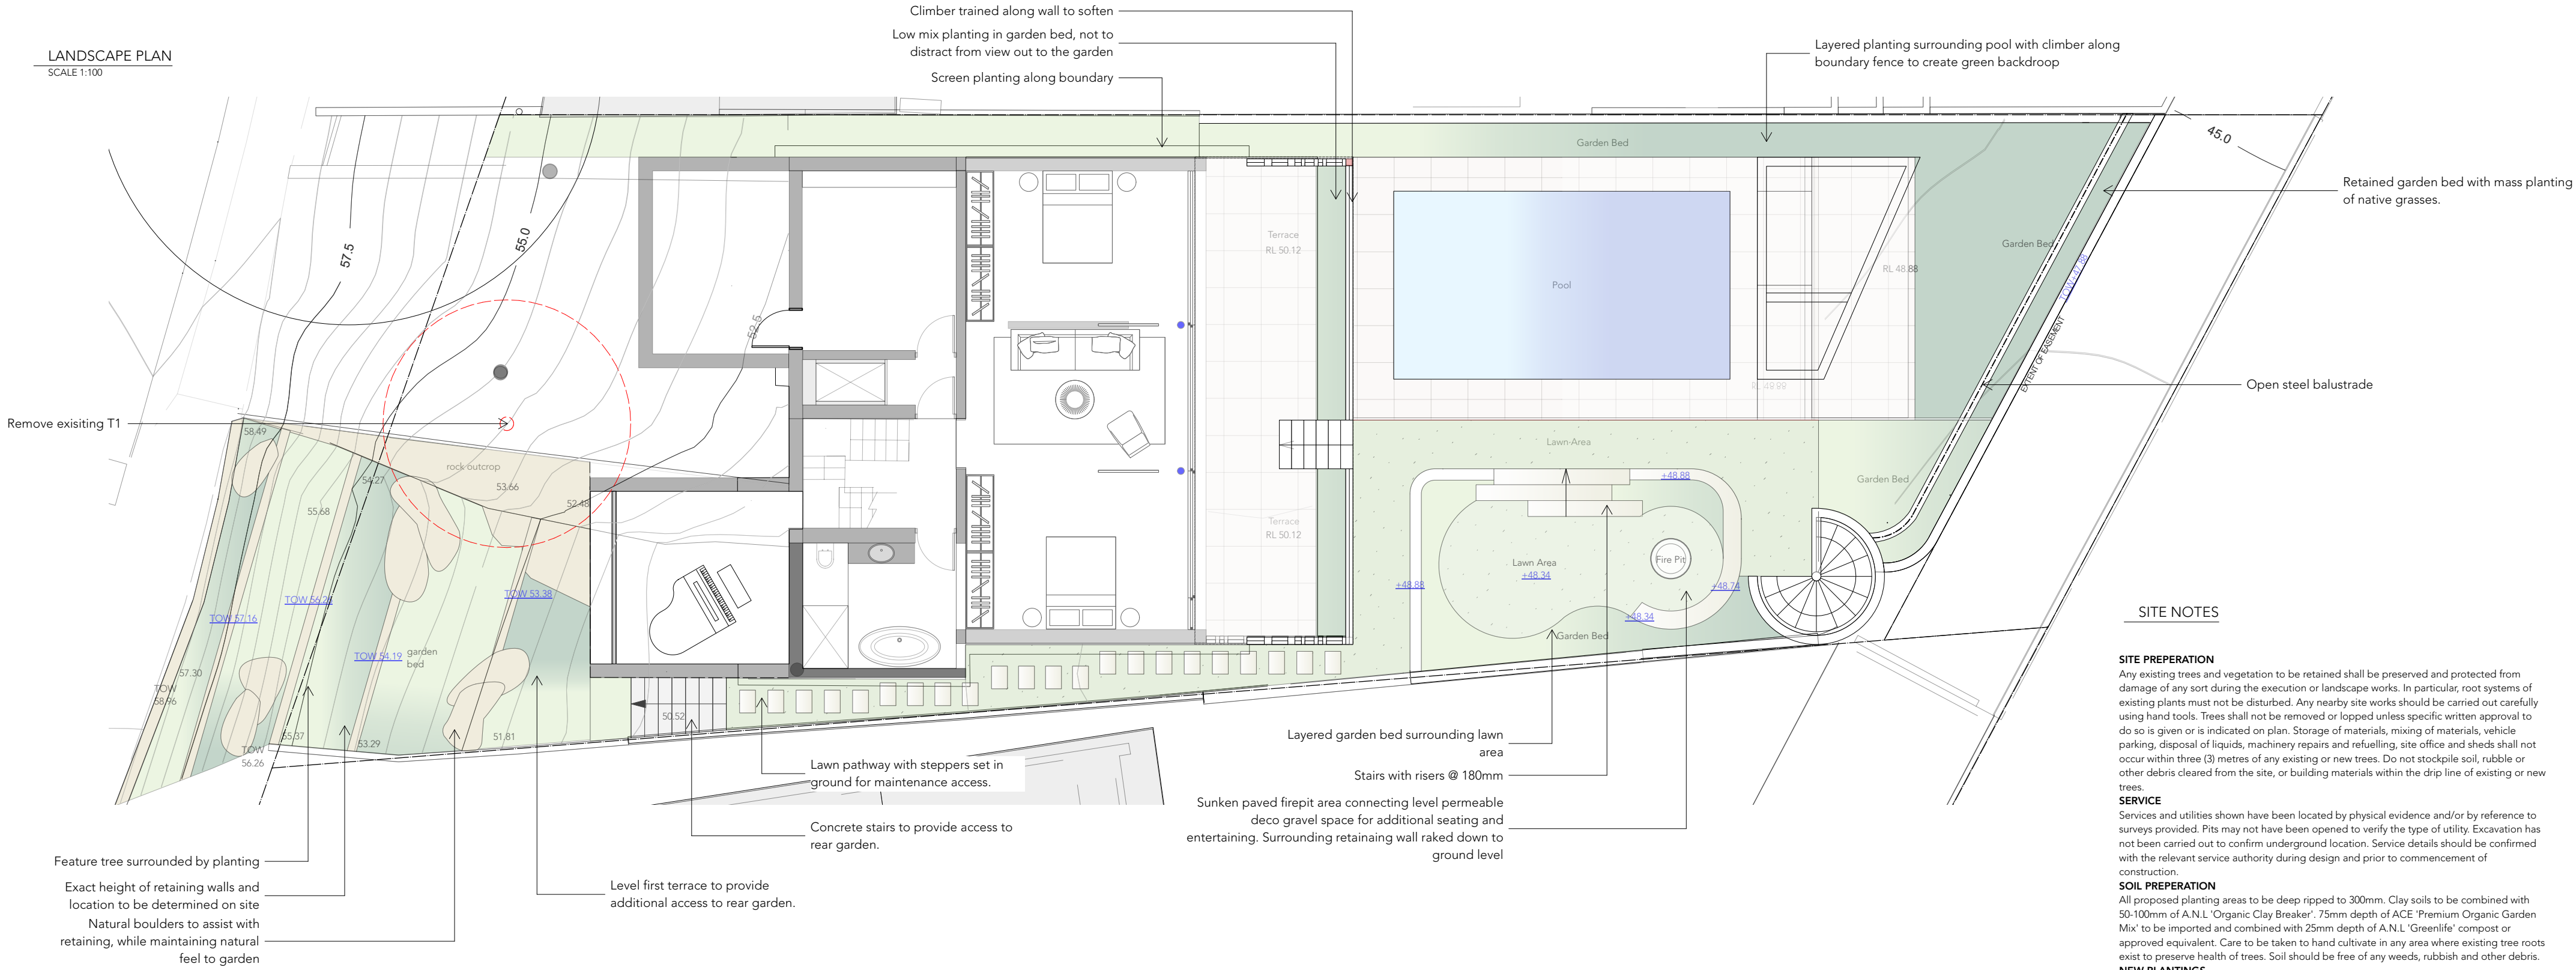 LANDSCAPE PLAN
SCALE 1:100
Climber trained along wall to soften
Low mix planting in garden bed, not to
distract from view out to the garden
Screen planting along boundary
Layered planting surrounding pool with climber along
boundary fence to create green backdroop
Retained garden bed with mass planting
of native grasses.
Open steel balustrade
Remove exisiting T1
57.5
55.0
52.5
45.0
Garden Bed
Garden Bed
Garden Bed
Garden Bed
Terrace
RL 50.12
Terrace
RL 50.12
Pool
RL 48.88
RL 48.88
TOW+47.88
EXTENT OF EASEMENT
Lawn Area
+48.88
Lawn Area
+48.34
Fire Pit
+48.88
+48.74
+48.34
58.49
rock outcrop
53.66
54.27
52.48
55.68
TOW 57.16
TOW 56.26
TOW 53.38
TOW 54.19
garden
bed
57.30
TOW
58.96
55.37
53.29
51.81
TOW
56.26
50.52
Lawn pathway with steppers set in
ground for maintenance access.
Concrete stairs to provide access to
rear garden.
Level first terrace to provide
additional access to rear garden.
Feature tree surrounded by planting
Exact height of retaining walls and
location to be determined on site
Natural boulders to assist with
retaining, while maintaining natural
feel to garden
Layered garden bed surrounding lawn
area
Stairs with risers @ 180mm
Sunken paved firepit area connecting level permeable
deco gravel space for additional seating and
entertaining. Surrounding retainaing wall raked down to
ground level
SITE NOTES
SITE PREPERATION
Any existing trees and vegetation to be retained shall be preserved and protected from
damage of any sort during the execution or landscape works. In particular, root systems of
existing plants must not be disturbed. Any nearby site works should be carried out carefully
using hand tools. Trees shall not be removed or lopped unless specific written approval to
do so is given or is indicated on plan. Storage of materials, mixing of materials, vehicle
parking, disposal of liquids, machinery repairs and refuelling, site office and sheds shall not
occur within three (3) metres of any existing or new trees. Do not stockpile soil, rubble or
other debris cleared from the site, or building materials within the drip line of existing or new
trees.
SERVICE
Services and utilities shown have been located by physical evidence and/or by reference to
surveys provided. Pits may not have been opened to verify the type of utility. Excavation has
not been carried out to confirm underground location. Service details should be confirmed
with the relevant service authority during design and prior to commencement of
construction.
SOIL PREPERATION
All proposed planting areas to be deep ripped to 300mm. Clay soils to be combined with
50-100mm of A.N.L 'Organic Clay Breaker'. 75mm depth of ACE 'Premium Organic Garden
Mix' to be imported and combined with 25mm depth of A.N.L 'Greenlife' compost or
approved equivalent. Care to be taken to hand cultivate in any area where existing tree roots
exist to preserve health of trees. Soil should be free of any weeds, rubbish and other debris.
NEW PLANTINGS